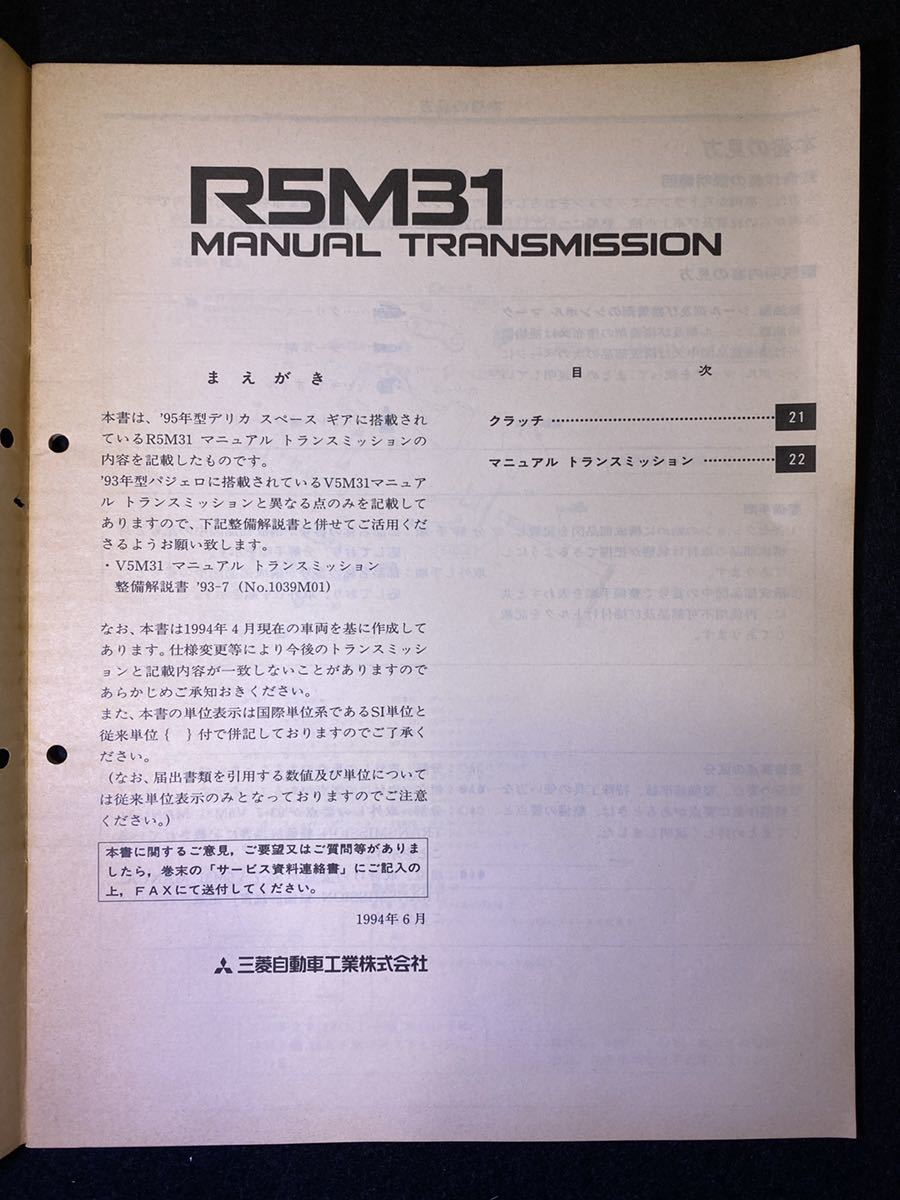 R5M31
MANUAL TRANSMISSION
まえがき
本書は、'95年型デリカ スペース ギアに搭載され
ているR5M31 マニュアル トランスミッションの
内容を記載したものです。
'93年型パジェロに搭載されているV5M31マニュア
ル トランスミッションと異なる点のみを記載して
ありますので、下記整備解説書と併せてご活用くだ
さるようお願い致します。
・V5M31 マニュアル トランスミッション
整備解説書 '93-7 (No.1039M01)
なお、本書は1994年4月現在の車両を基に作成して
あります。仕様変更等により今後のトランスミッシ
ョンと記載内容が一致しないことがありますので
あらかじめご承知おきください。
また、本書の単位表示は国際単位系であるSI単位と
従来単位{ }付で併記しておりますのでご了承く
ださい。
(なお、届出書類を引用する数値及び単位について
は従来単位表示のみとなっておりますのでご注意
ください。)
本書に関するご意見，ご要望又はご質問等がありま
したら，巻末の「サービス資料連絡書」にご記入の
上，ＦＡＸにて送付してください。
1994年6月
三菱自動車工業株式会社
目 次
クラッチ ………………………………… 21
マニュアル トランスミッション …………… 22